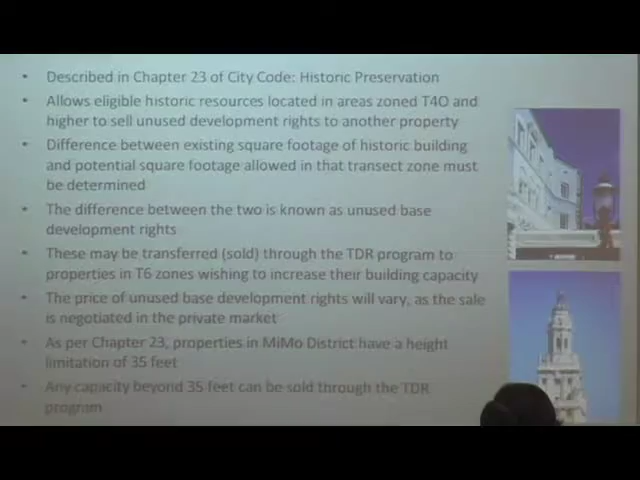 • Described in Chapter 23 of City Code: Historic Preservation
• Allows eligible historic resources located in areas zoned T4O and
higher to sell unused development rights to another property
• Difference between existing square footage of historic building
and potential square footage allowed in that transect zone must
be determined
• The difference between the two is known as unused base
development rights
• These may be transferred (sold) through the TDR program to
properties in T6 zones wishing to increase their building capacity
• The price of unused base development rights will vary, as the sale
is negotiated in the private market
• As per Chapter 23, properties in MiMo District have a height
limitation of 35 feet
• Any capacity beyond 35 feet can be sold through the TDR
program